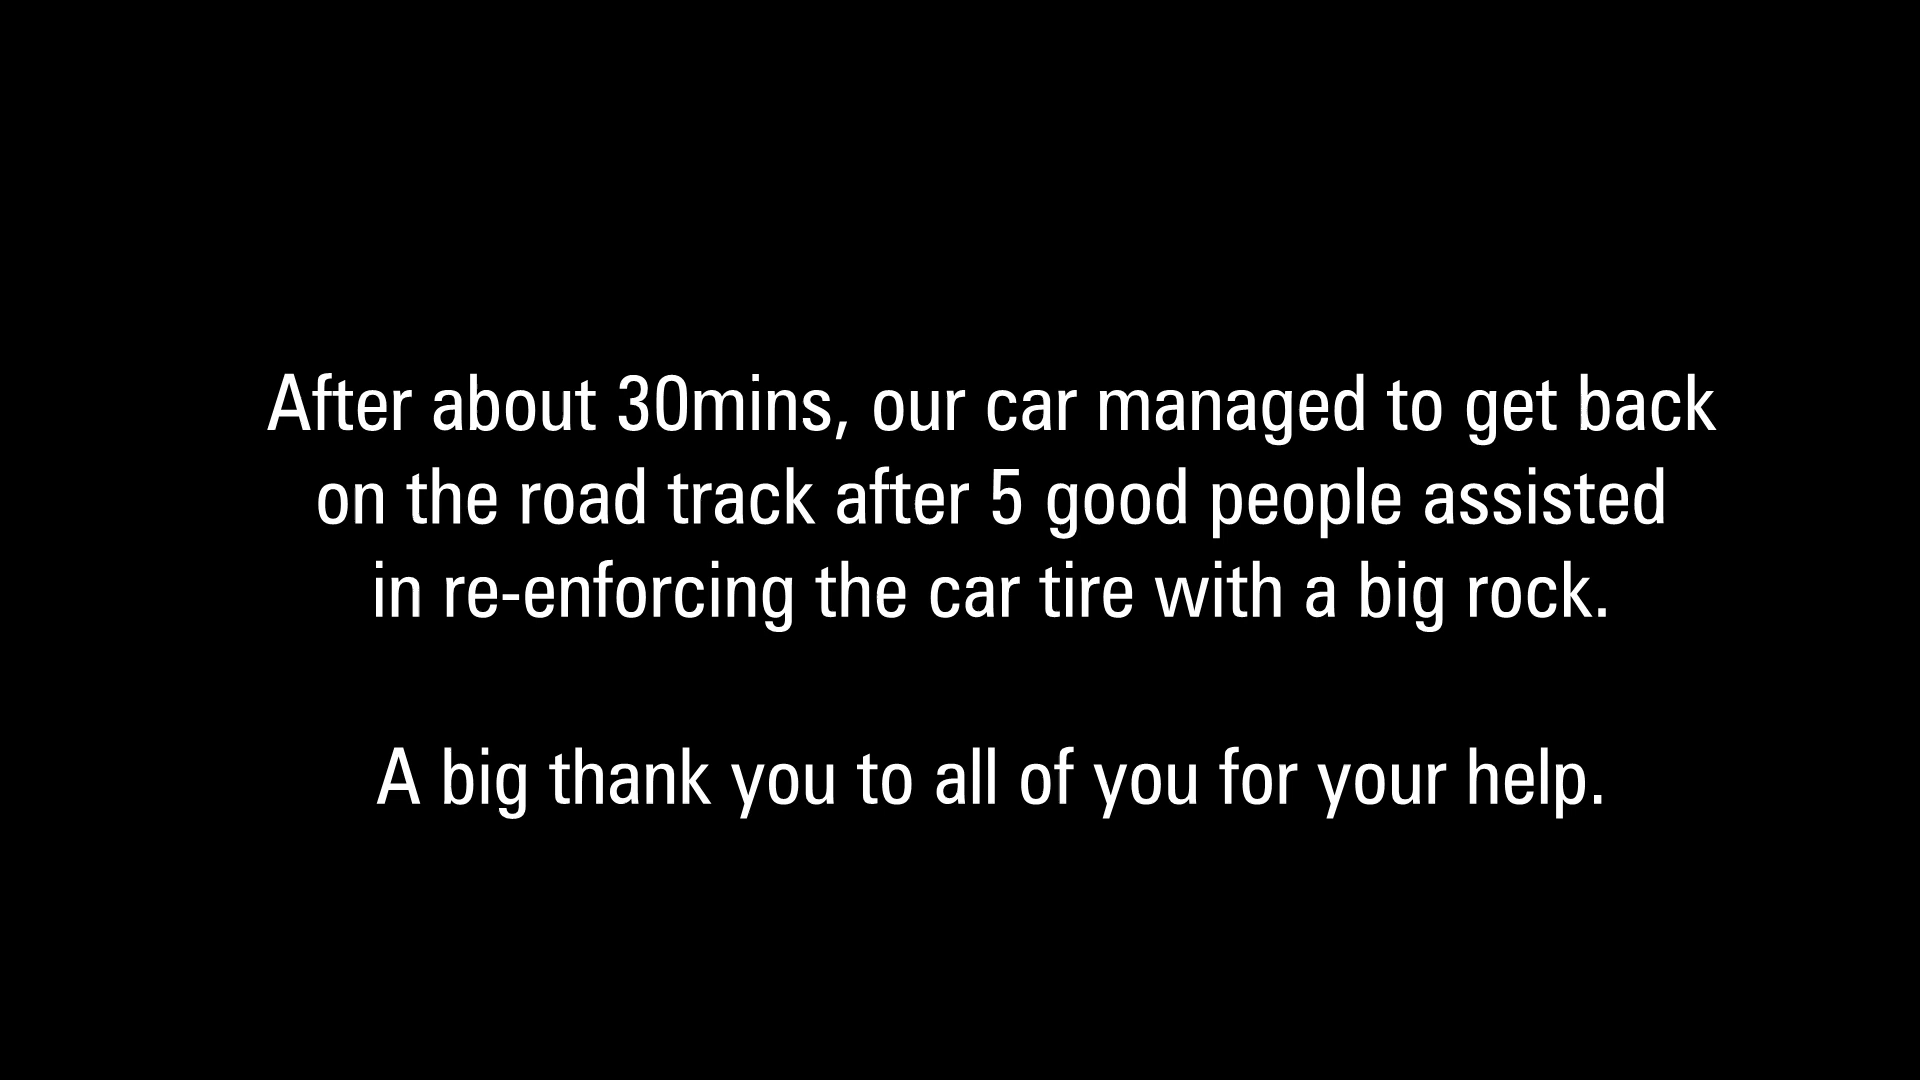 After about 30mins, our car managed to get back
on the road track after 5 good people assisted
in re-enforcing the car tire with a big rock.
A big thank you to all of you for your help.